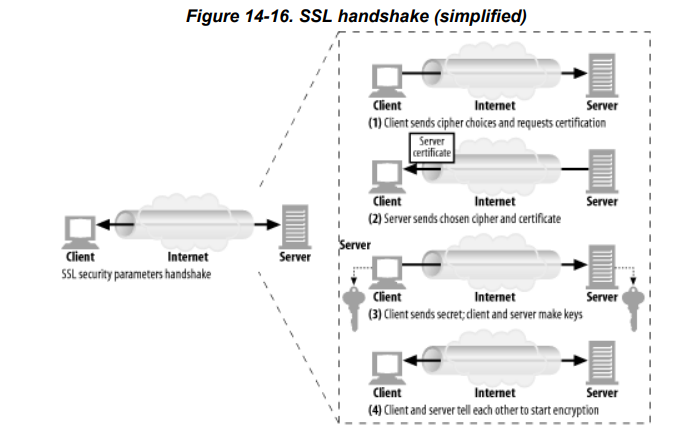 Figure 14-16. SSL handshake (simplified)
Client Internet Server
(1) Client sends cipher choices and requests certification
Server
certificate
Client Internet Server
(2) Server sends chosen cipher and certificate
Client Internet Server
SSL security parameters handshake
Server
Client Internet Server
(3) Client sends secret; client and server make keys
Client Internet Server
(4) Client and server tell each other to start encryption